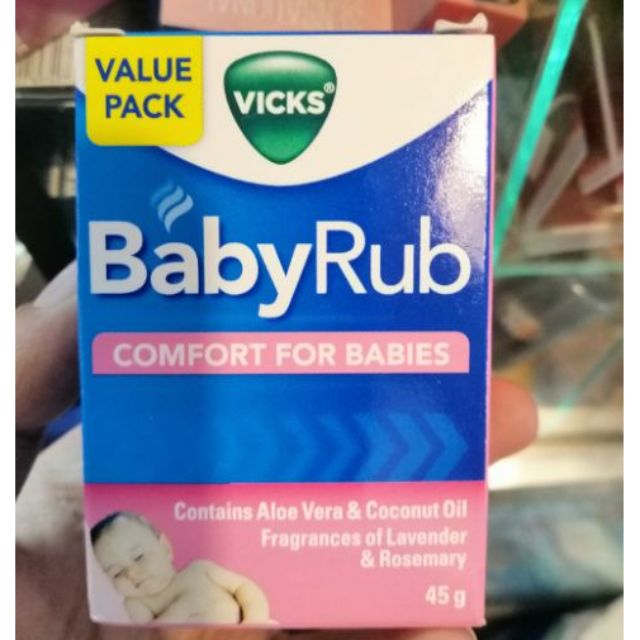 VALUE
PACK
VICKS®
BabyRub
COMFORT FOR BABIES
Contains Aloe Vera & Coconut Oil
Fragrances of Lavender
& Rosemary
45 g